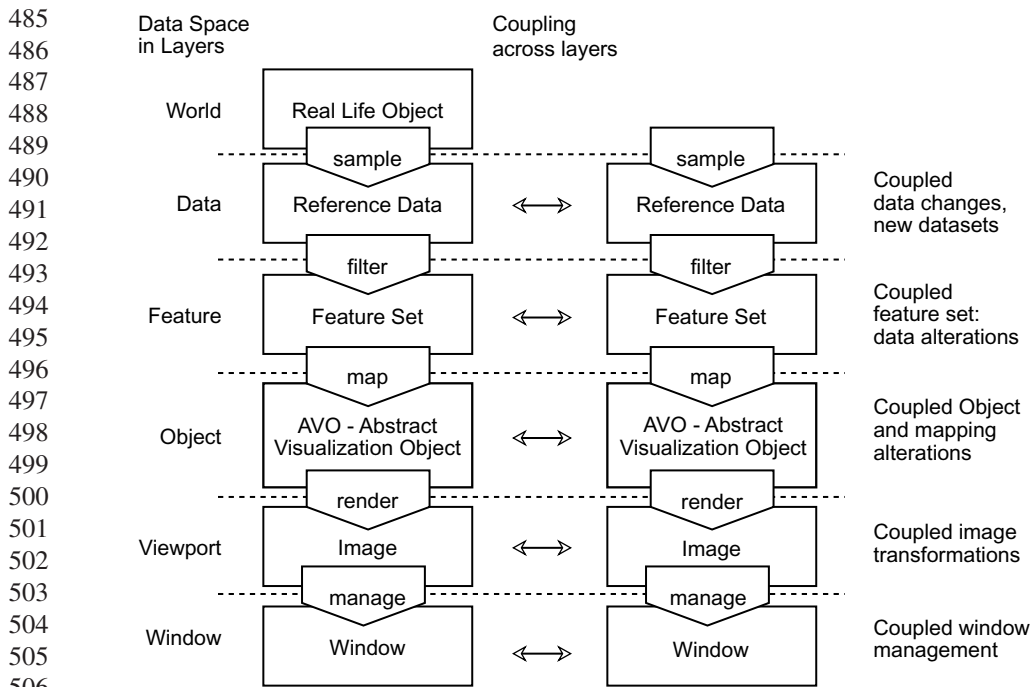 485
486
487
488
489
490
491
492
493
494
495
496
497
498
499
500
501
502
503
504
505
506
Data Space
in Layers
Coupling
across layers
World
Real Life Object
sample
sample
Data
Reference Data
Reference Data
Coupled
data changes,
new datasets
filter
filter
Feature
Feature Set
Feature Set
Coupled
feature set:
data alterations
map
map
Object
AVO - Abstract
Visualization Object
AVO - Abstract
Visualization Object
Coupled Object
and mapping
alterations
render
render
Viewport
Image
Image
Coupled image
transformations
manage
manage
Window
Window
Window
Coupled window
management